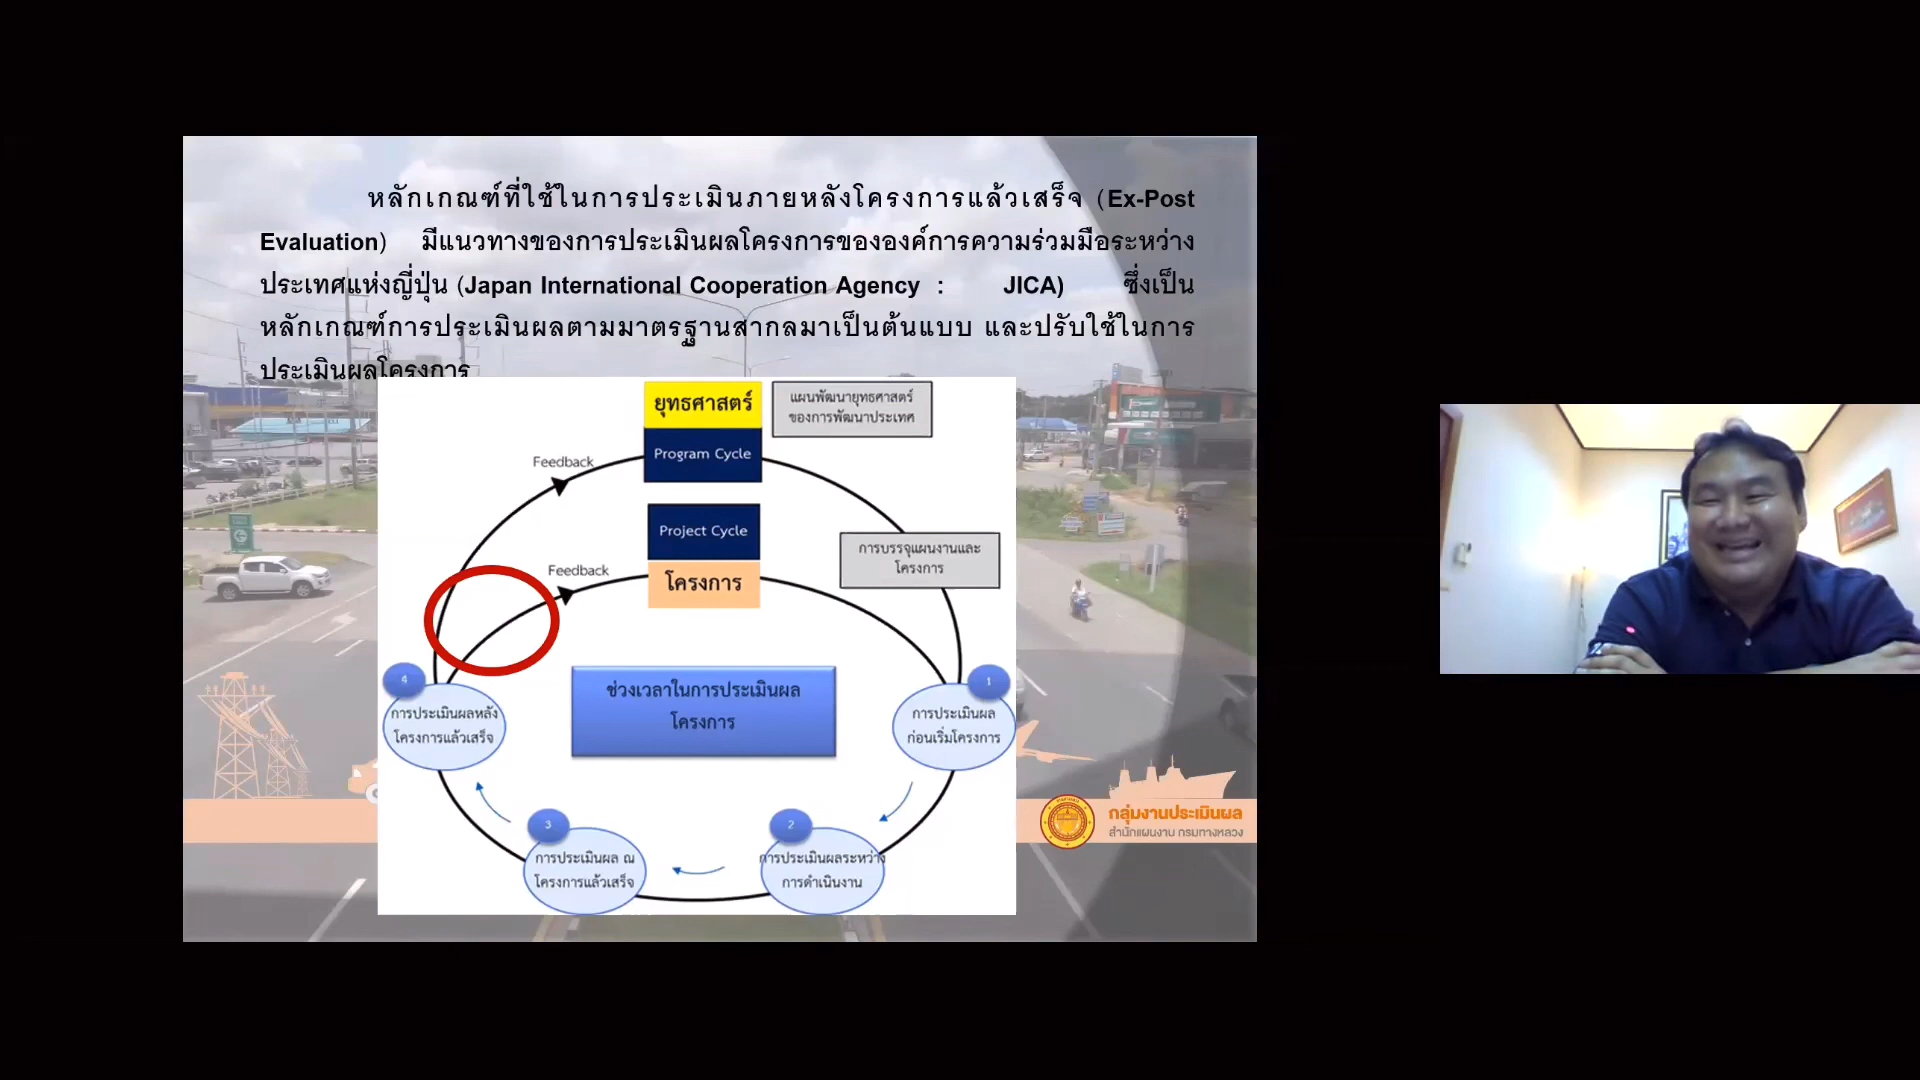 หลักเกณฑ์ที่ใช้ในการประเมินภายหลังโครงการแล้วเสร็จ (Ex-Post
Evaluation) มีแนวทางของการประเมินผลโครงการขององค์การความร่วมมือระหว่าง
ประเทศแห่งญี่ปุ่น (Japan International Cooperation Agency : JICA) ซึ่งเป็น
หลักเกณฑ์การประเมินผลตามมาตรฐานสากลมาเป็นต้นแบบ และปรับใช้ในการ
ประเมินผลโครงการ
ยุทธศาสตร์
แผนพัฒนายุทธศาสตร์
ของการพัฒนาประเทศ
Program Cycle
Feedback
Project Cycle
การบรรจุแผนงานและ
โครงการ
Feedback
โครงการ
ช่วงเวลาในการประเมินผล
โครงการ
1
การประเมินผล
ก่อนเริ่มโครงการ
2
การประเมินผลระหว่าง
การดำเนินงาน
3
การประเมินผล ณ
โครงการแล้วเสร็จ
4
การประเมินผลหลัง
โครงการแล้วเสร็จ
กลุ่มงานประเมินผล
สำนักแผนงาน กรมทางหลวง